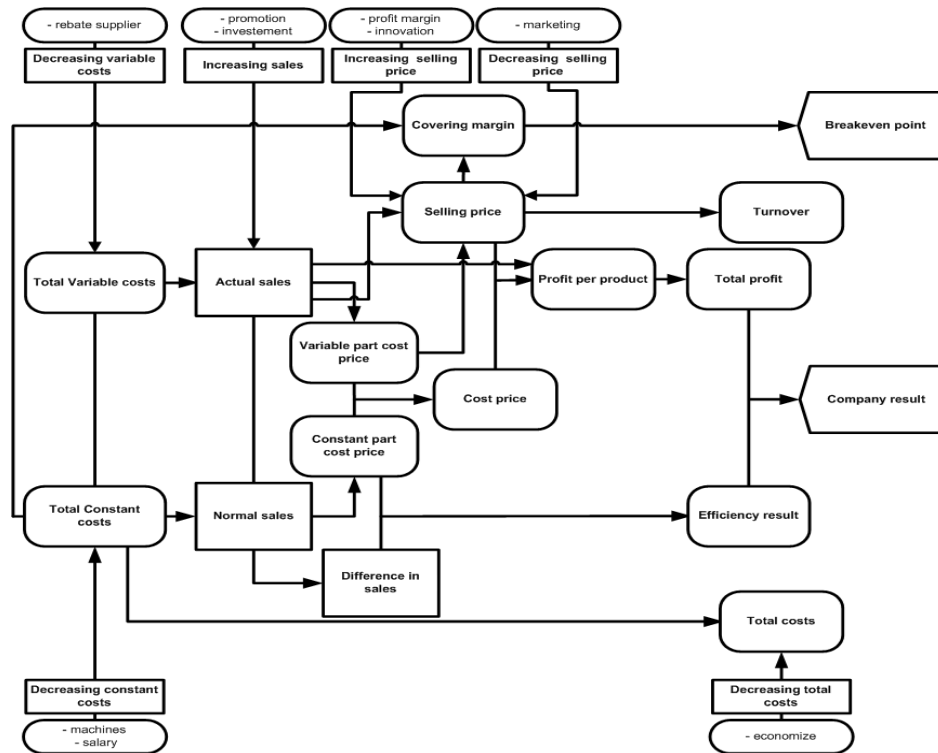 - rebate supplier
- promotion
- investement
- profit margin
- innovation
- marketing
Decreasing variable
costs
Increasing sales
Increasing selling
price
Decreasing selling
price
Covering margin
Breakeven point
Selling price
Turnover
Total Variable costs
Actual sales
Profit per product
Total profit
Variable part cost
price
Cost price
Company result
Constant part
cost price
Total Constant
costs
Normal sales
Efficiency result
Difference in
sales
Total costs
Decreasing constant
costs
Decreasing total
costs
- machines
- salary
- economize